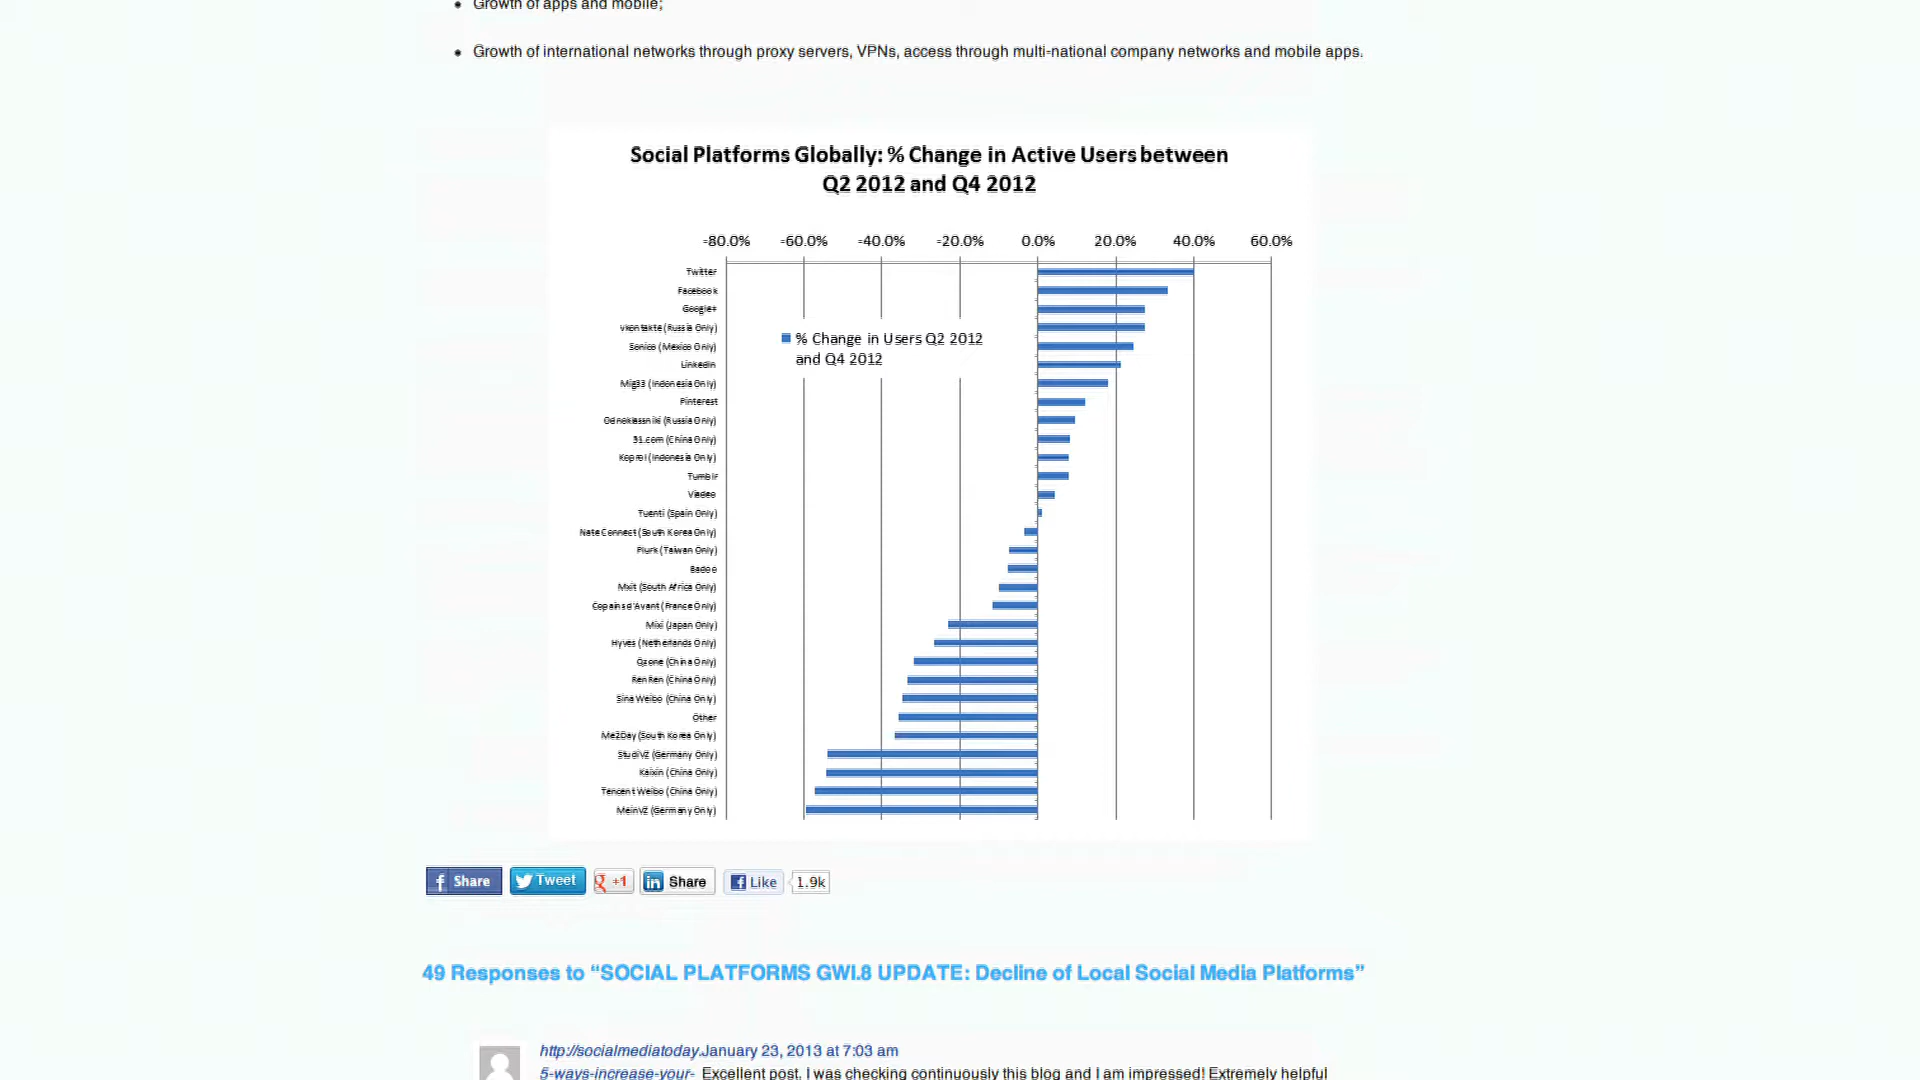 Growth of apps and mobile;
Growth of international networks through proxy servers, VPNs, access through multi-national company networks and mobile apps.
Social Platforms Globally: % Change in Active Users between
Q2 2012 and Q4 2012
-80.0% -60.0% -40.0% -20.0% 0.0% 20.0% 40.0% 60.0%
Twitter
Facebook
Google+
vkontakte (Russia Only)
% Change in Users Q2 2012
and Q4 2012
Sonico (Mexico Only)
LinkedIn
Mig33 (Indonesia Only)
Pinterest
Odnoklassniki (Russia Only)
51.com (China Only)
Koprol (Indonesia Only)
Tumblr
Viadeo
Tuenti (Spain Only)
Nate Connect (South Korea Only)
Plurk (Taiwan Only)
Badoo
Mxit (South Africa Only)
Copains d'Avant (France Only)
Mixi (Japan Only)
Hyves (Netherlands Only)
Qzone (China Only)
Ren Ren (China Only)
Sina Weibo (China Only)
Other
Me2Day (South Korea Only)
StudiVZ (Germany Only)
Kaixin (China Only)
Tencent Weibo (China Only)
MeinVZ (Germany Only)
Share Tweet +1 Share Like 1.9k
49 Responses to “SOCIAL PLATFORMS GWI.8 UPDATE: Decline of Local Social Media Platforms”
http://socialmediatoday. January 23, 2013 at 7:03 am
5-ways-increase-your- Excellent post. I was checking continuously this blog and I am impressed! Extremely helpful